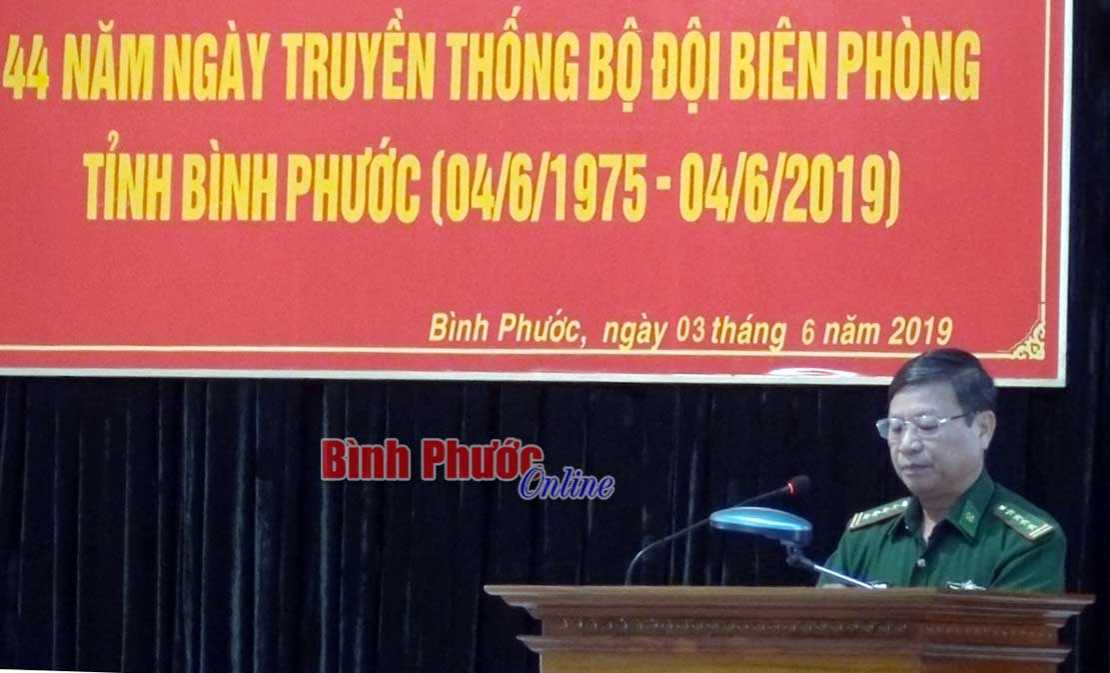 44 NĂM NGÀY TRUYỀN THỐNG BỘ ĐỘI BIÊN PHÒNG
TỈNH BÌNH PHƯỚC (04/6/1975 - 04/6/2019)
Bình Phước, ngày 03 tháng 6 năm 2019
Bình Phước
Online